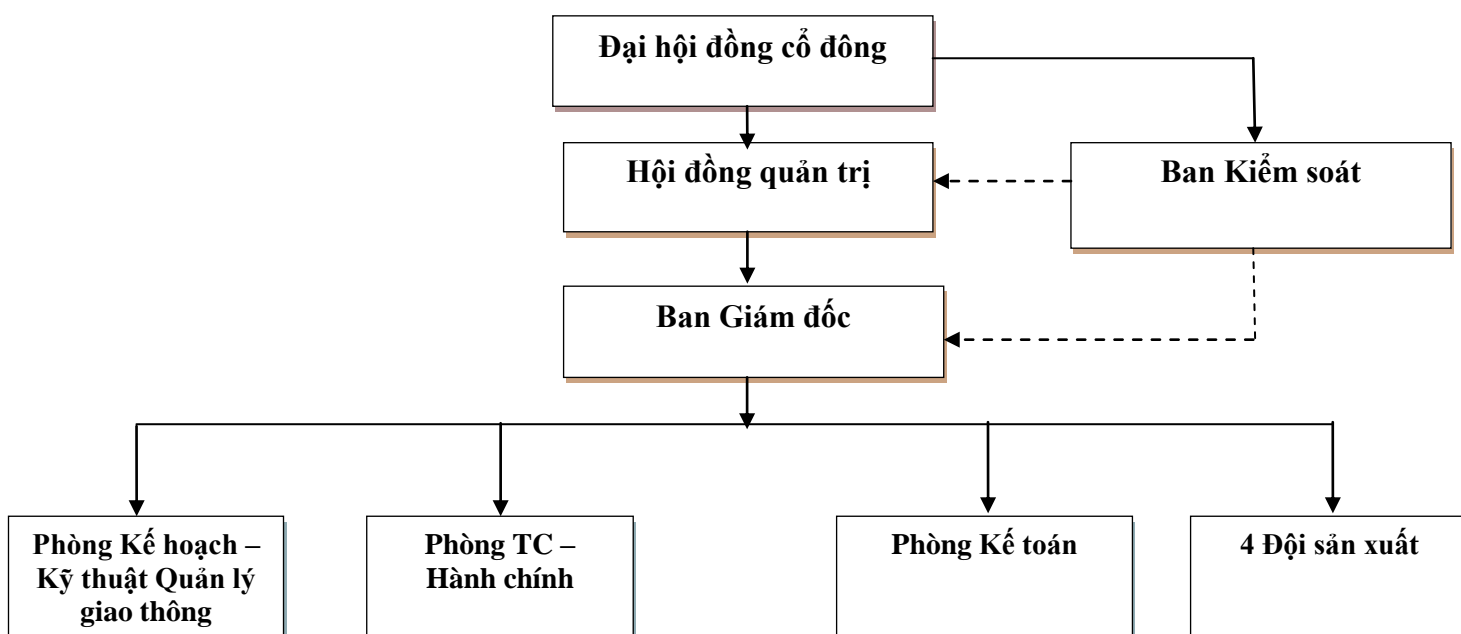 Đại hội đồng cổ đông
Hội đồng quản trị
Ban Kiểm soát
Ban Giám đốc
Phòng Kế hoạch –
Kỹ thuật Quản lý
giao thông
Phòng TC –
Hành chính
Phòng Kế toán
4 Đội sản xuất